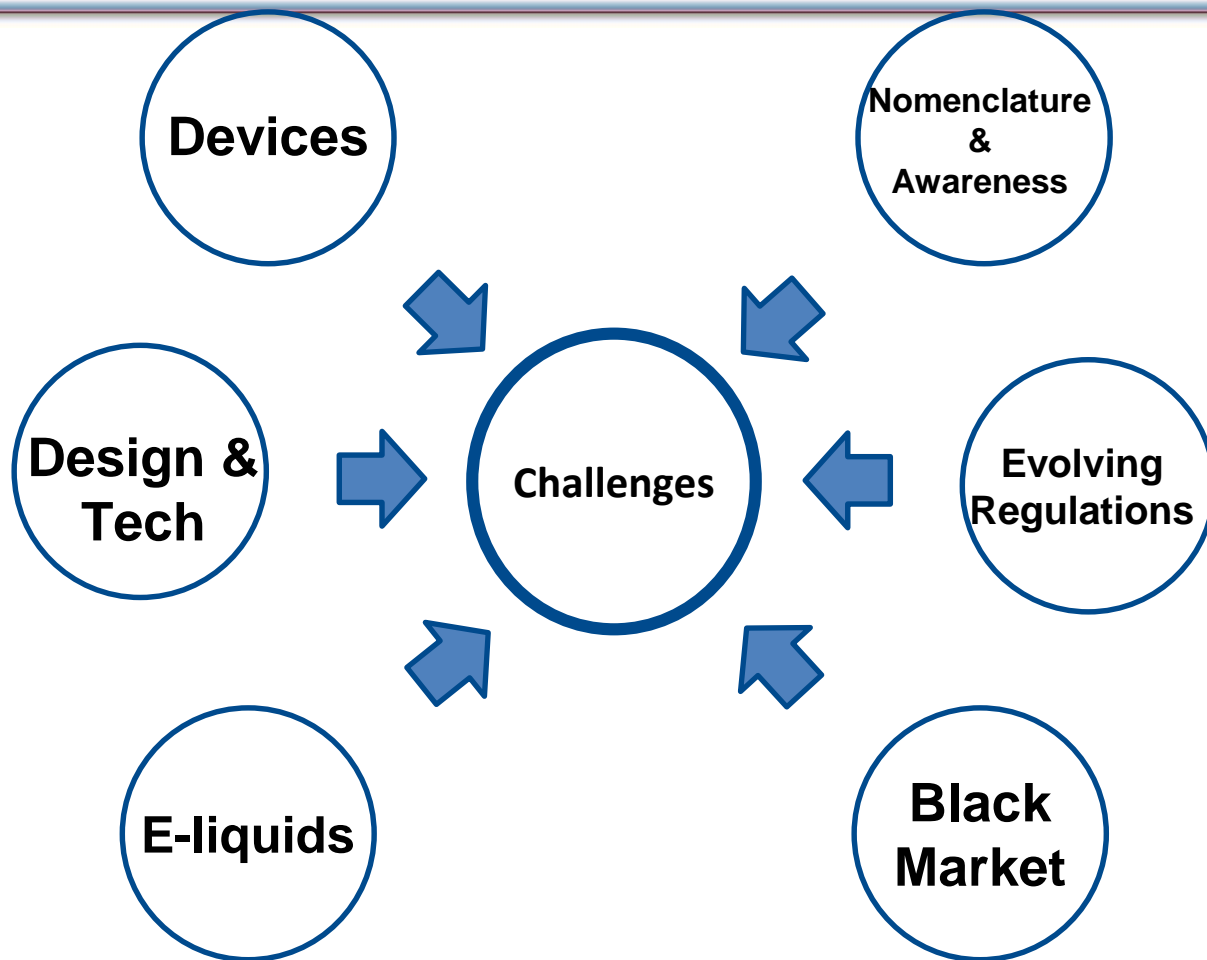 Devices
Nomenclature
&
Awareness
Design &
Tech
Challenges
Evolving
Regulations
E-liquids
Black
Market